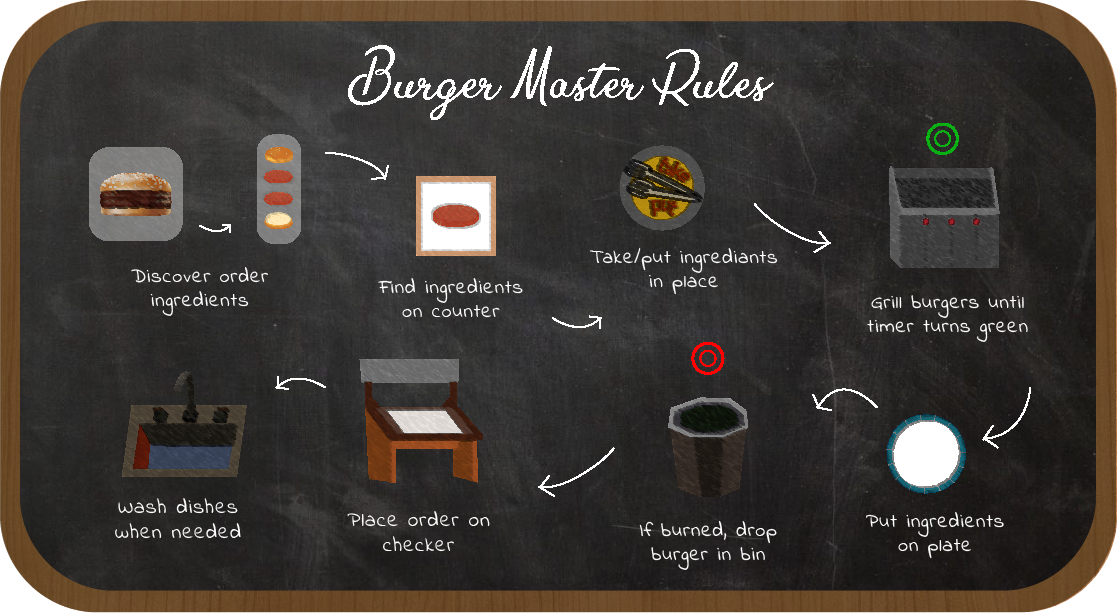 Burger Master Rules
Discover order
ingredients
Find ingredients
on counter
Take/put ingrediants
in place
Grill burgers until
timer turns green
Put ingredients
on plate
If burned, drop
burger in bin
Place order on
checker
Wash dishes
when needed